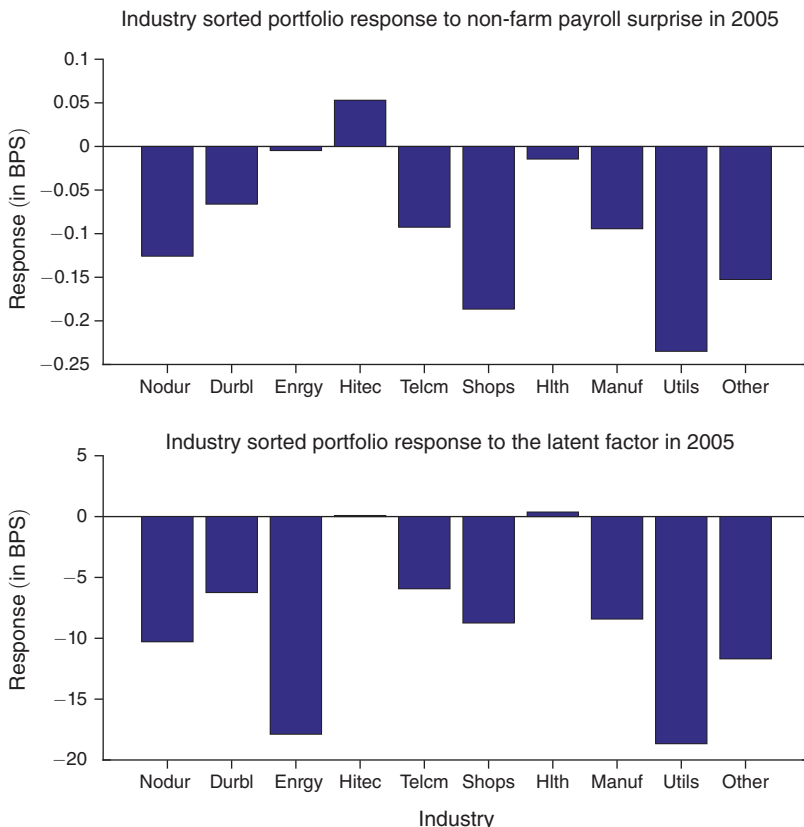 Industry sorted portfolio response to non-farm payroll surprise in 2005
Response (in BPS)
0.1
0.05
0
−0.05
−0.1
−0.15
−0.2
−0.25
Nodur Durbl Enrgy Hitec Telcm Shops Hlth Manuf Utils Other
Industry sorted portfolio response to the latent factor in 2005
Response (in BPS)
5
0
−5
−10
−15
−20
Nodur Durbl Enrgy Hitec Telcm Shops Hlth Manuf Utils Other
Industry